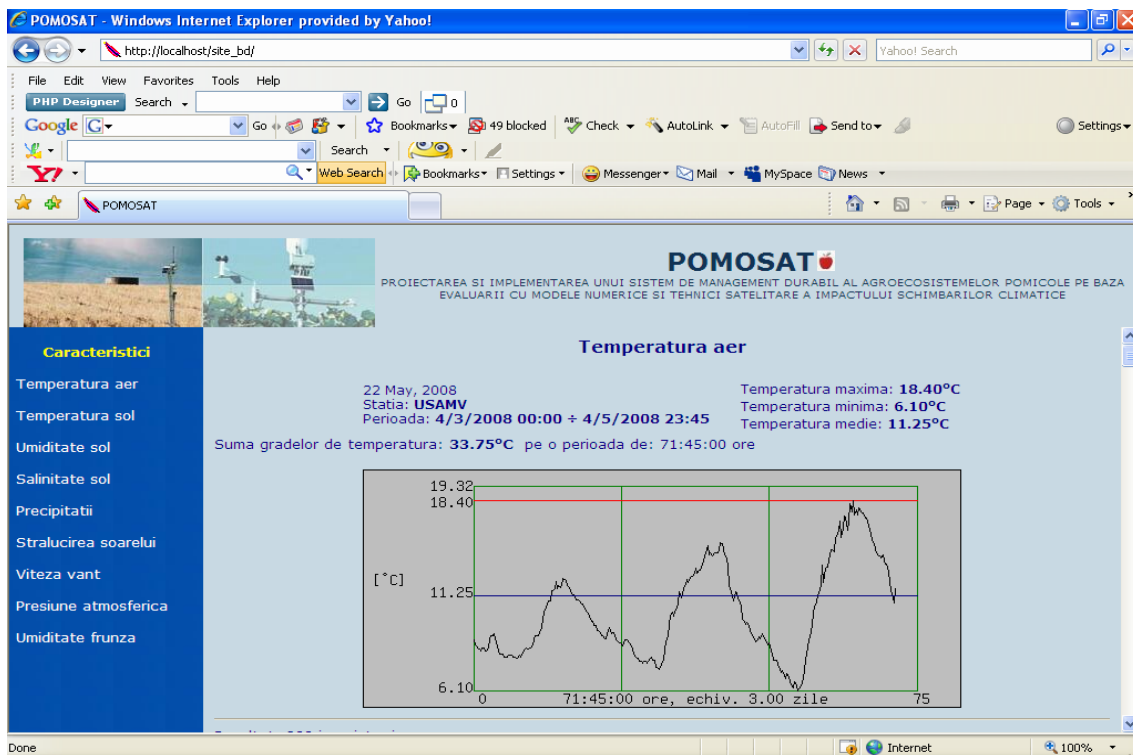 POMOSAT - Windows Internet Explorer provided by Yahoo!
http://localhost/site_bd/
Yahoo! Search
File Edit View Favorites Tools Help
PHP Designer Search Go 0
Google G Go Bookmarks 49 blocked ABC Check AutoLink AutoFill Send to Settings
Search
Y! Web Search Bookmarks Settings Messenger Mail MySpace News
POMOSAT Page Tools
POMOSAT
PROIECTAREA SI IMPLEMENTAREA UNUI SISTEM DE MANAGEMENT DURABIL AL AGROECOSISTEMELOR POMICOLE PE BAZA
EVALUARII CU MODELE NUMERICE SI TEHNICI SATELITARE A IMPACTULUI SCHIMBARILOR CLIMATICE
Caracteristici
Temperatura aer
Temperatura sol
Umiditate sol
Salinitate sol
Precipitatii
Stralucirea soarelui
Viteza vant
Presiune atmosferica
Umiditate frunza
Temperatura aer
22 May, 2008
Statia: USAMV
Perioada: 4/3/2008 00:00 ÷ 4/5/2008 23:45
Temperatura maxima: 18.40°C
Temperatura minima: 6.10°C
Temperatura medie: 11.25°C
Suma gradelor de temperatura: 33.75°C pe o perioada de: 71:45:00 ore
19.32
18.40
[°C]
11.25
6.10
0 71:45:00 ore, echiv. 3.00 zile 75
Done Internet 100%